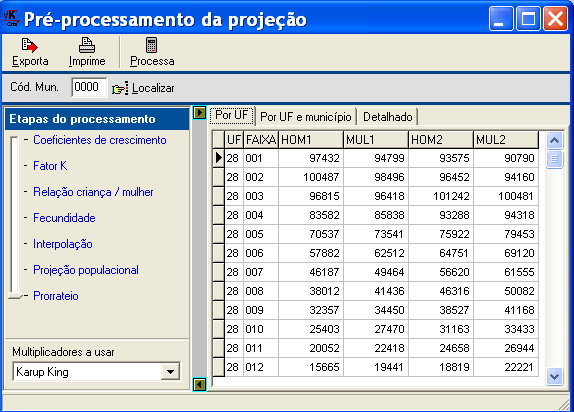 Pré-processamento da projeção
Exporta Imprime Processa
Cód. Mun. 0000 Localizar
Etapas do processamento
Coeficientes de crescimento
Fator K
Relação criança / mulher
Fecundidade
Interpolação
Projeção populacional
Prorrateio
Multiplicadores a usar
Karup King
Por UF Por UF e município Detalhado
UF FAIXA HOM1 MUL1 HOM2 MUL2
28 001 97432 94799 93575 90790
28 002 100487 98496 96452 94160
28 003 96815 96418 101242 100481
28 004 83582 85838 93288 94318
28 005 70537 73541 75922 79453
28 006 57882 62512 64751 69120
28 007 46187 49464 56620 61555
28 008 38012 41436 46316 50082
28 009 32357 34450 38527 41168
28 010 25403 27470 31163 33433
28 011 20052 22418 24658 26944
28 012 15665 19441 18819 22221